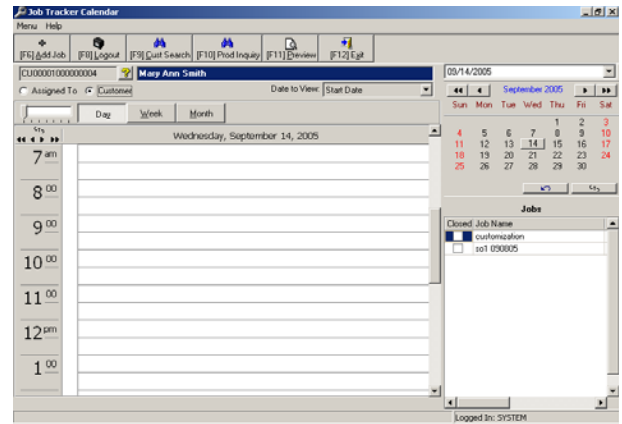 Job Tracker Calendar
Menu Help
[F6] Add Job [F8] Logout [F9] Cust Search [F10] Prod Inquiry [F11] Preview [F12] Exit
CU00001000000004 ? Mary Ann Smith
Assigned To Customer Date to View: Start Date
Day Week Month
Wednesday, September 14, 2005
7 am
8 00
9 00
10 00
11 00
12 pm
1 00
09/14/2005
September 2005
Sun Mon Tue Wed Thu Fri Sat
1 2 3
4 5 6 7 8 9 10
11 12 13 14 15 16 17
18 19 20 21 22 23 24
25 26 27 28 29 30
Jobs
Closed Job Name
customization
so1 090805
Logged In: SYSTEM